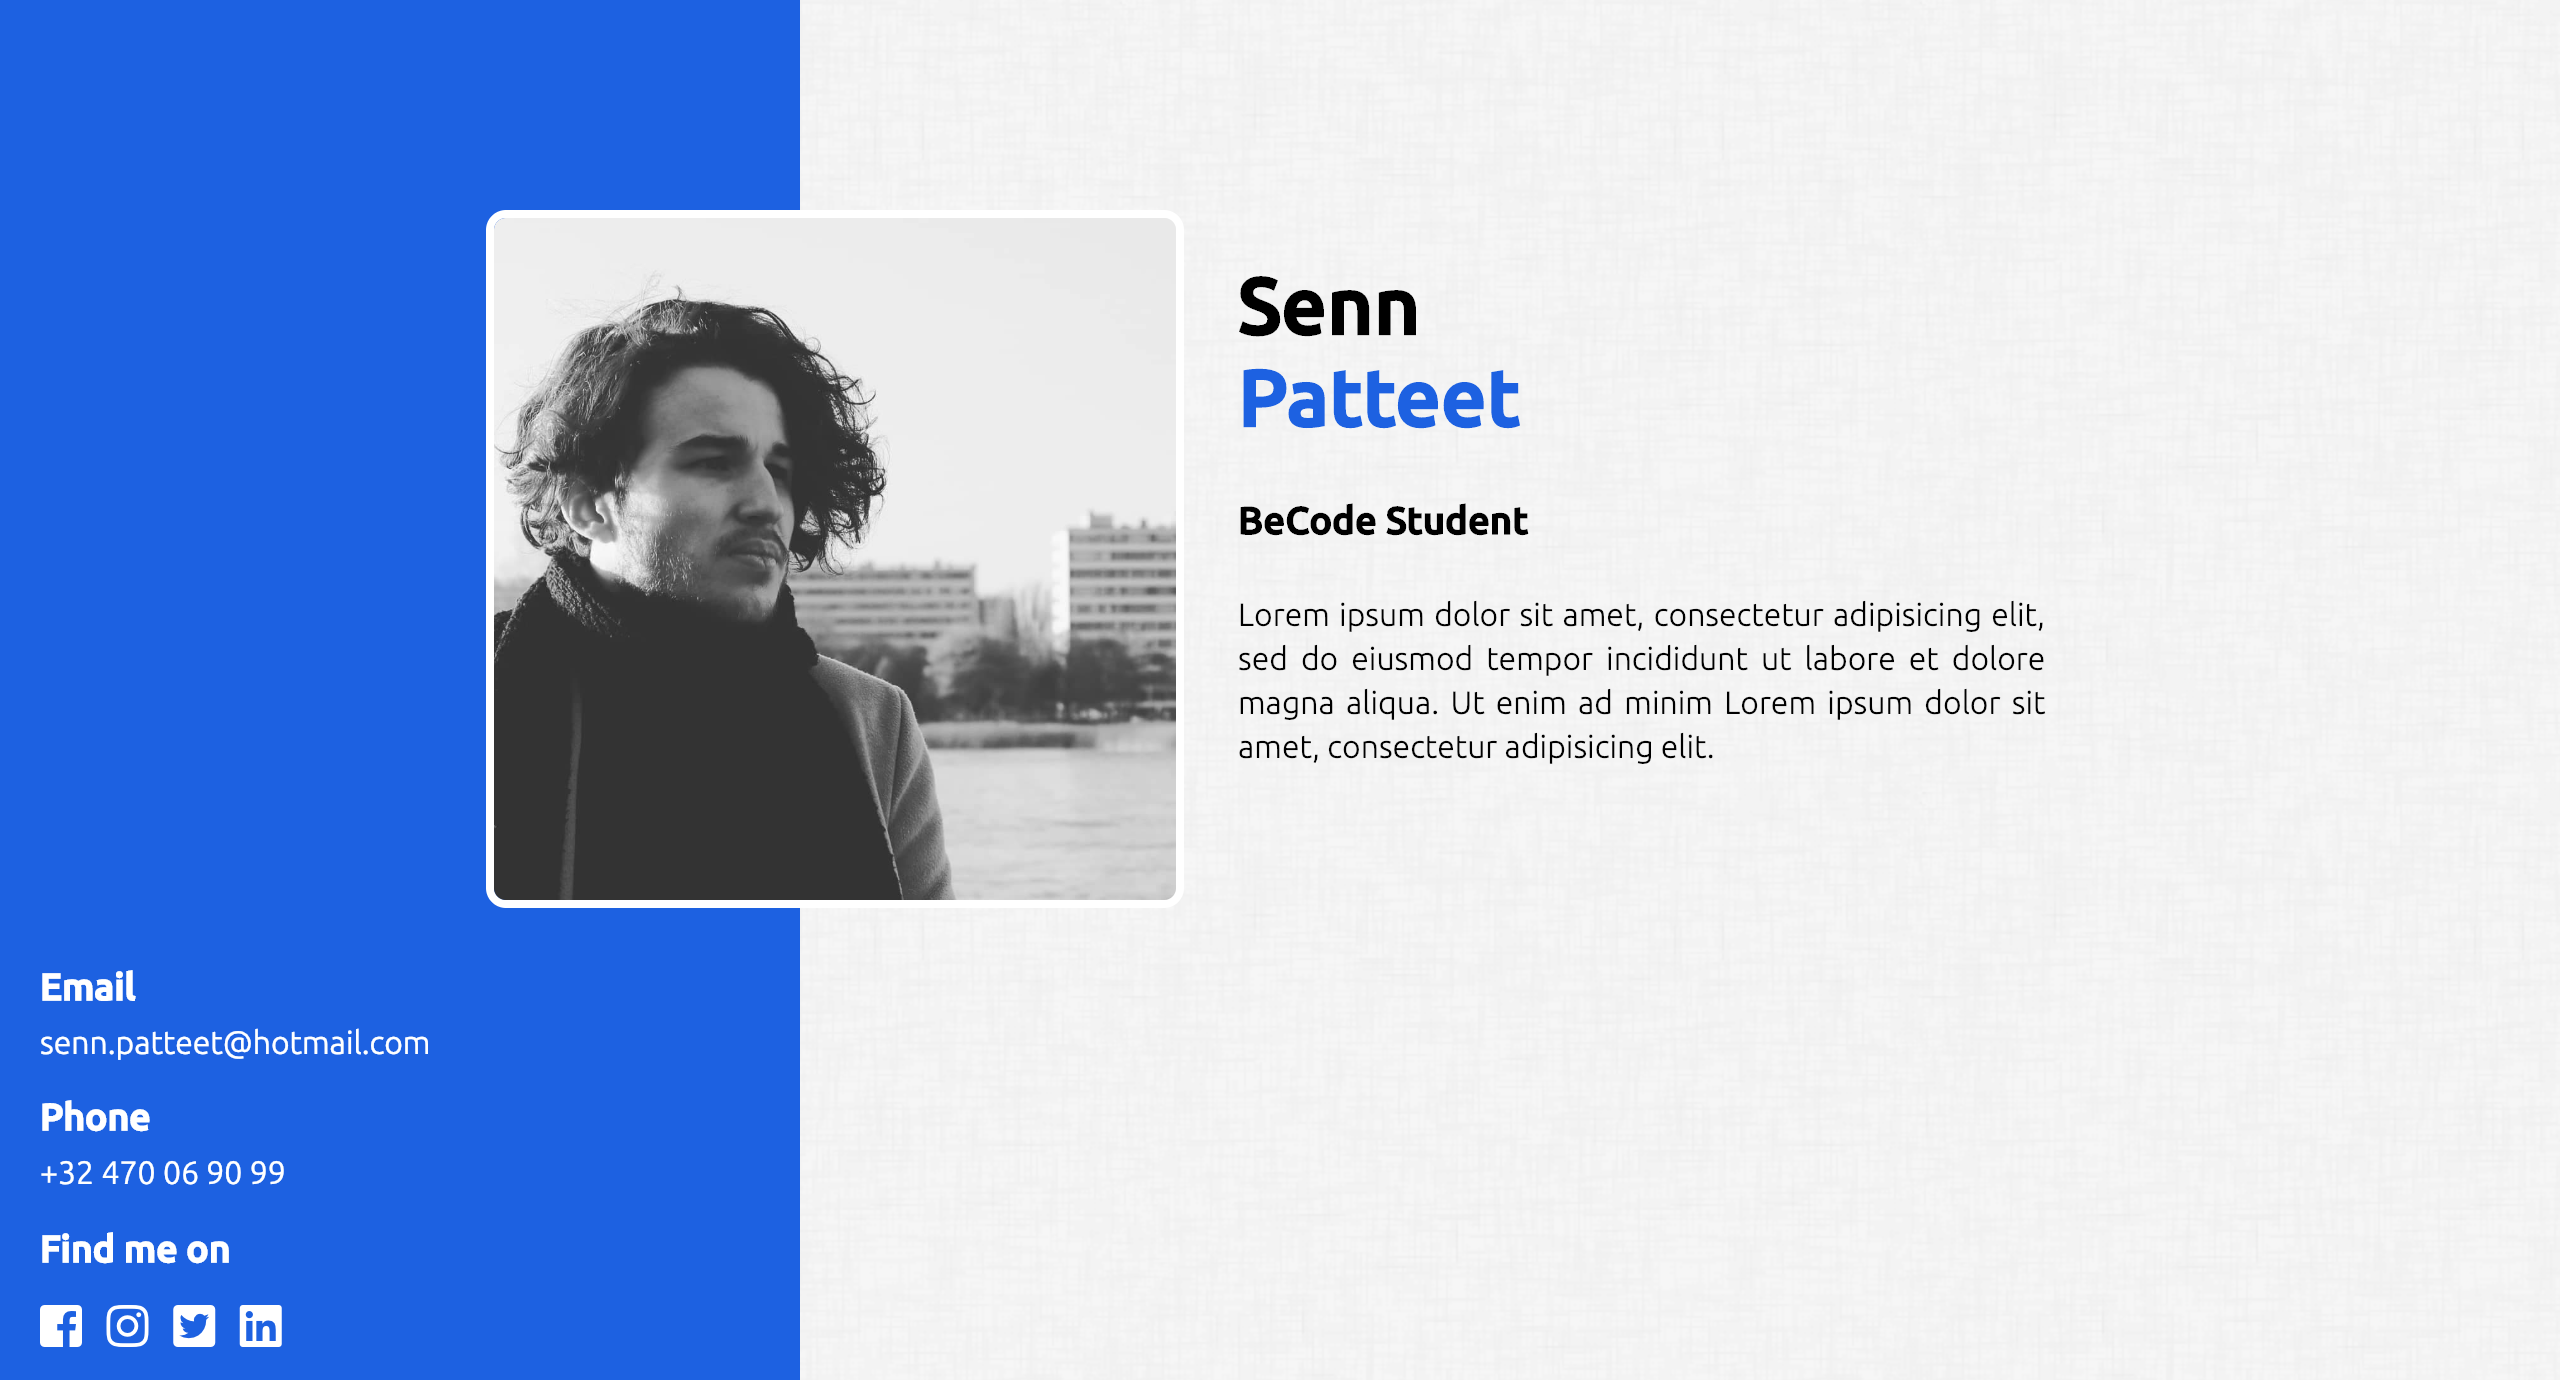 Senn
Patteet
BeCode Student
Lorem ipsum dolor sit amet, consectetur adipisicing elit,
sed do eiusmod tempor incididunt ut labore et dolore
magna aliqua. Ut enim ad minim Lorem ipsum dolor sit
amet, consectetur adipisicing elit.
Email
senn.patteet@hotmail.com
Phone
+32 470 06 90 99
Find me on